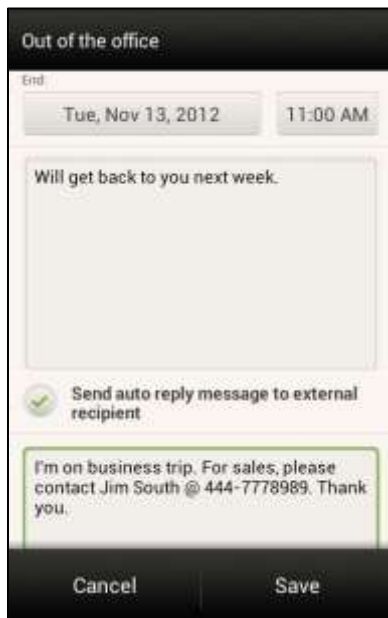 Out of the office
End
Tue, Nov 13, 2012
11:00 AM
Will get back to you next week.
Send auto reply message to external
recipient
I'm on business trip. For sales, please
contact Jim South @ 444-7778989. Thank
you.
Cancel
Save